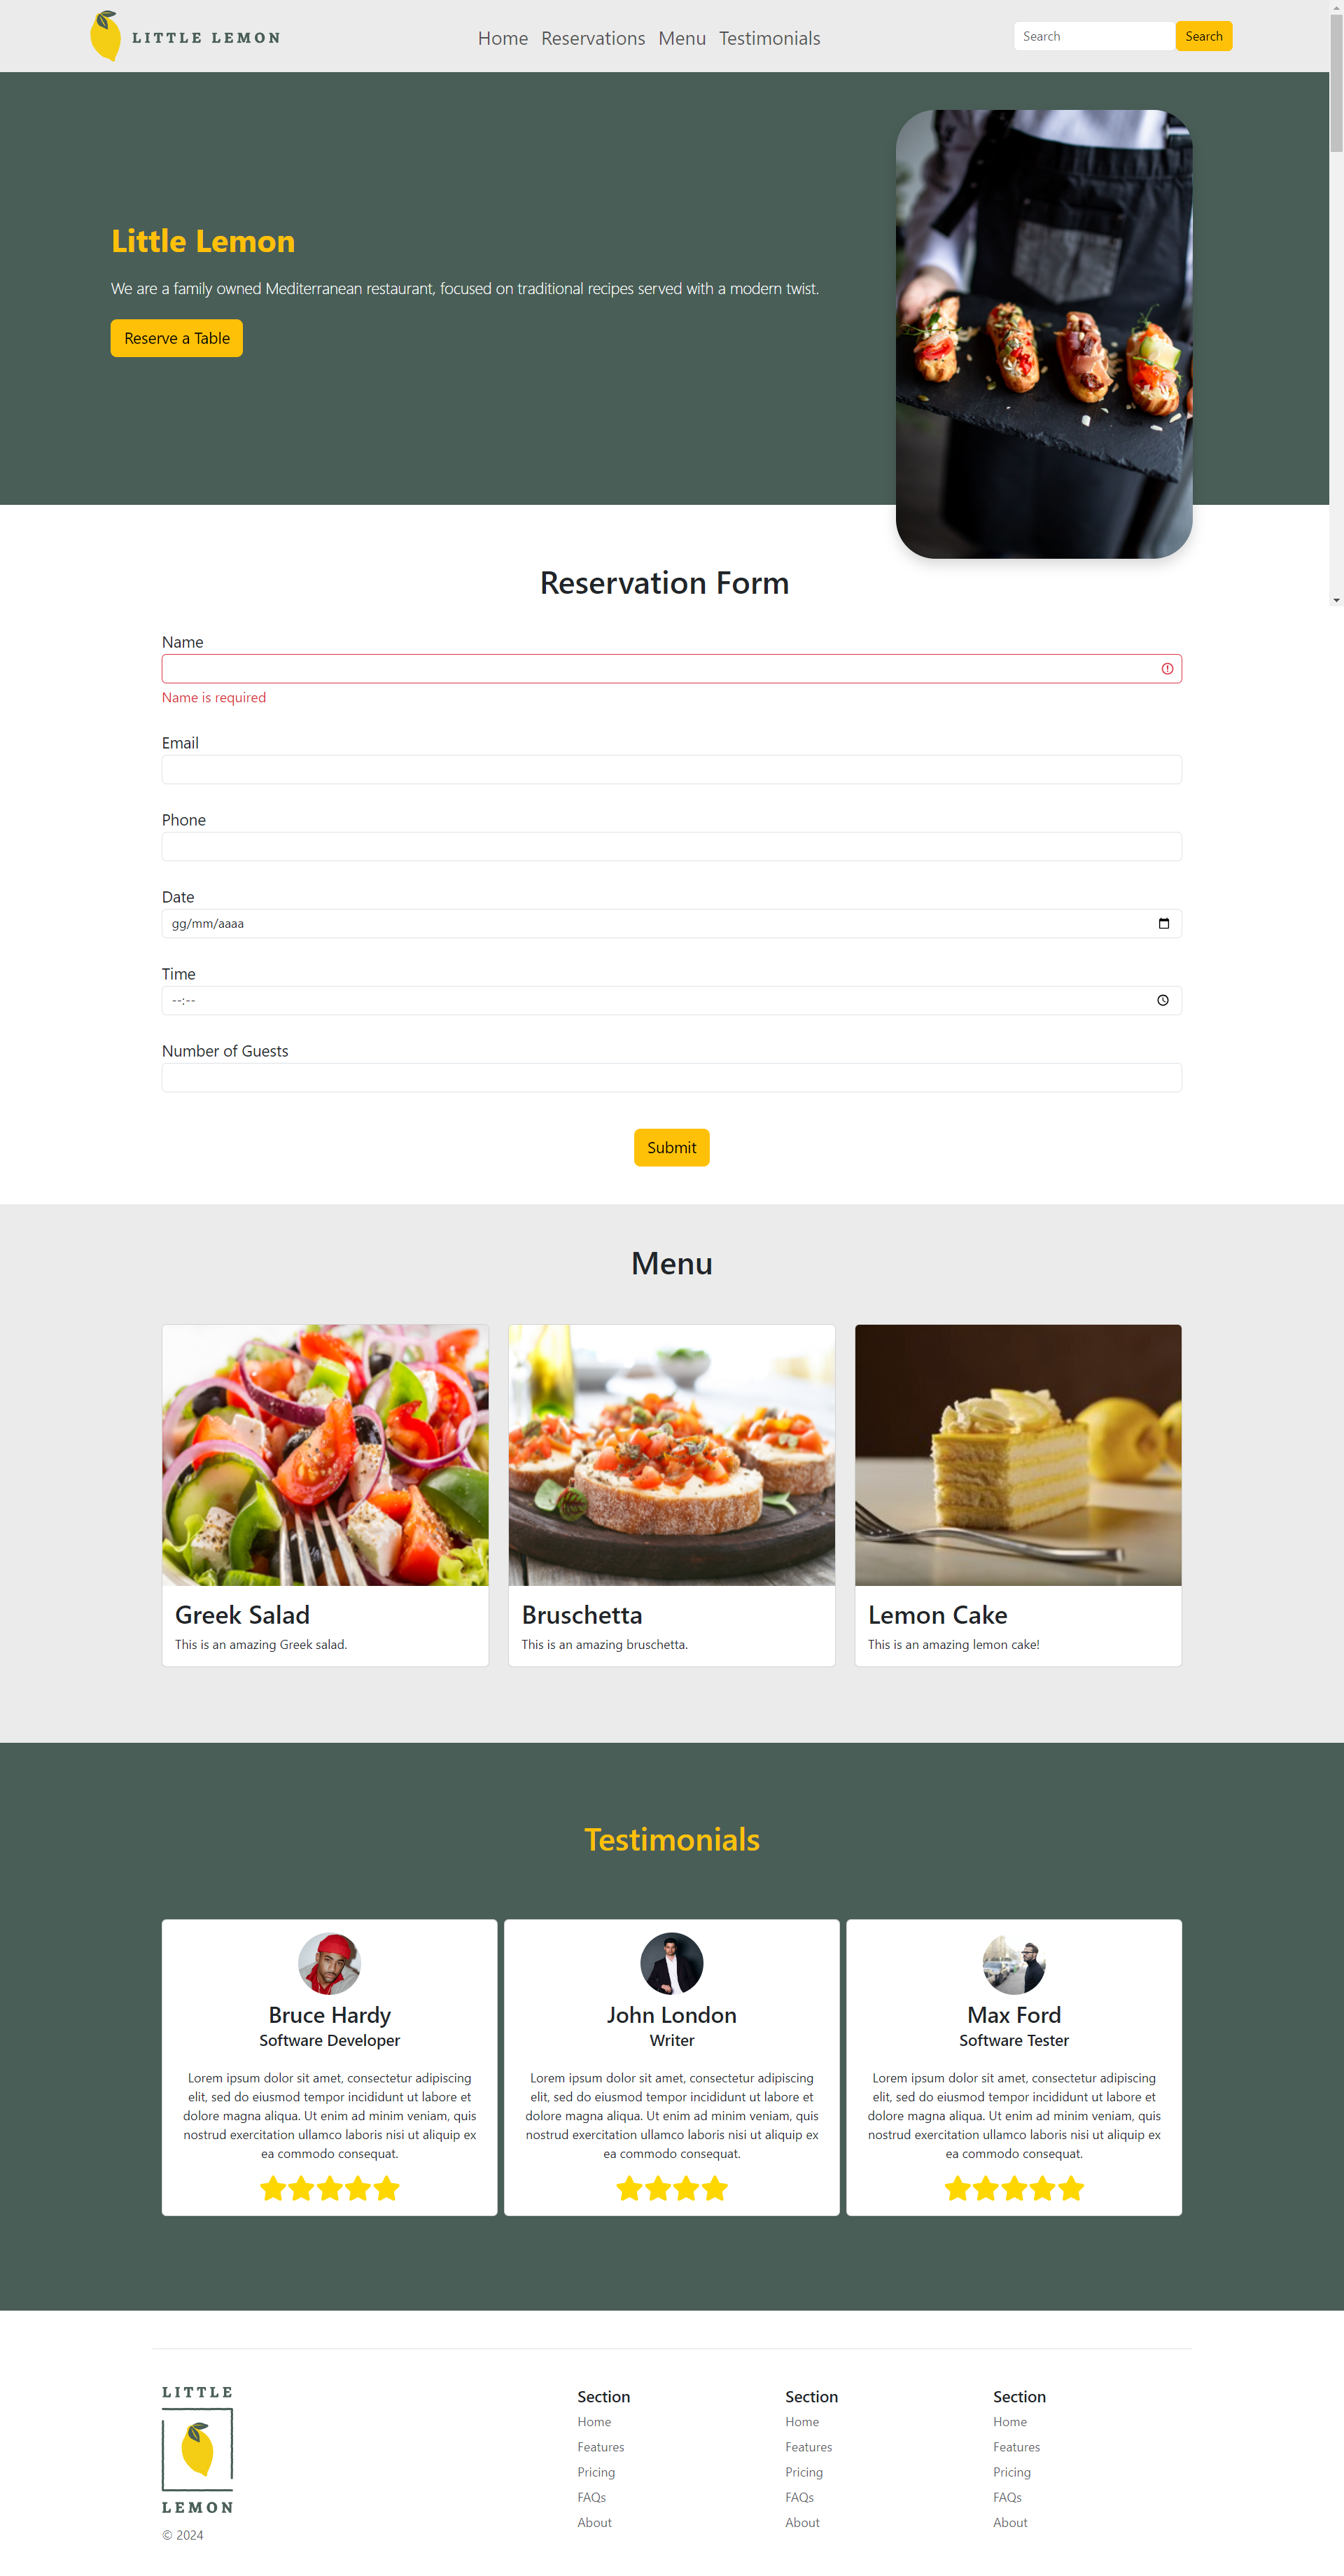 LITTLE LEMON
Home Reservations Menu Testimonials
Search Search
Little Lemon
We are a family owned Mediterranean restaurant, focused on traditional recipes served with a modern twist.
Reserve a Table
Reservation Form
Name
Name is required
Email
Phone
Date
gg/mm/aaaa
Time
--:--
Number of Guests
Submit
Menu
Greek Salad
This is an amazing Greek salad.
Bruschetta
This is an amazing bruschetta.
Lemon Cake
This is an amazing lemon cake!
Testimonials
Bruce Hardy
Software Developer
Lorem ipsum dolor sit amet, consectetur adipiscing
elit, sed do eiusmod tempor incididunt ut labore et
dolore magna aliqua. Ut enim ad minim veniam, quis
nostrud exercitation ullamco laboris nisi ut aliquip ex
ea commodo consequat.
John London
Writer
Lorem ipsum dolor sit amet, consectetur adipiscing
elit, sed do eiusmod tempor incididunt ut labore et
dolore magna aliqua. Ut enim ad minim veniam, quis
nostrud exercitation ullamco laboris nisi ut aliquip ex
ea commodo consequat.
Max Ford
Software Tester
Lorem ipsum dolor sit amet, consectetur adipiscing
elit, sed do eiusmod tempor incididunt ut labore et
dolore magna aliqua. Ut enim ad minim veniam, quis
nostrud exercitation ullamco laboris nisi ut aliquip ex
ea commodo consequat.
LITTLE
LEMON
© 2024
Section
Home
Features
Pricing
FAQs
About
Section
Home
Features
Pricing
FAQs
About
Section
Home
Features
Pricing
FAQs
About